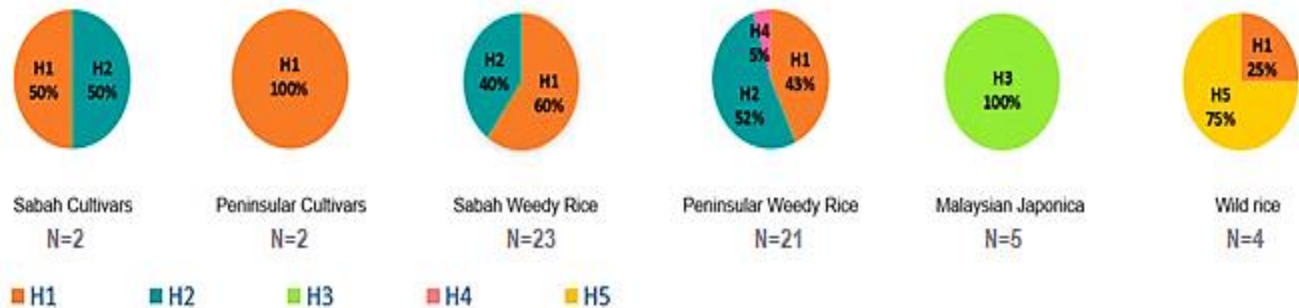 H1
50%
H2
50%
H1
100%
H2
40%
H1
60%
H4
5%
H1
43%
H2
52%
H3
100%
H1
25%
H5
75%
Sabah Cultivars
N=2
Peninsular Cultivars
N=2
Sabah Weedy Rice
N=23
Peninsular Weedy Rice
N=21
Malaysian Japonica
N=5
Wild rice
N=4
H1 H2 H3 H4 H5